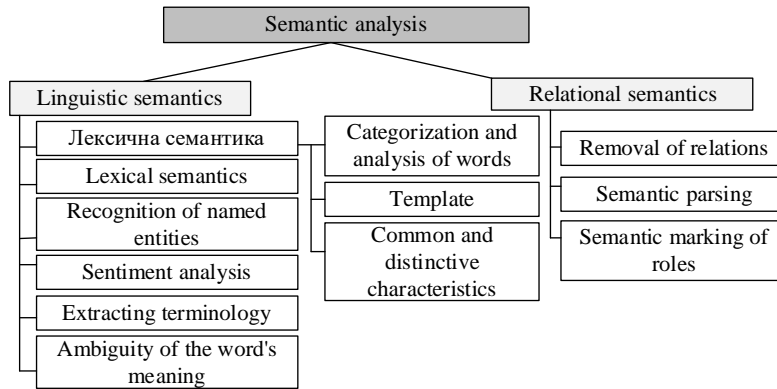 Semantic analysis
Linguistic semantics
Лексична семантика
Lexical semantics
Recognition of named
entities
Sentiment analysis
Extracting terminology
Ambiguity of the word's
meaning
Categorization and
analysis of words
Template
Common and
distinctive
characteristics
Relational semantics
Removal of relations
Semantic parsing
Semantic marking of
roles